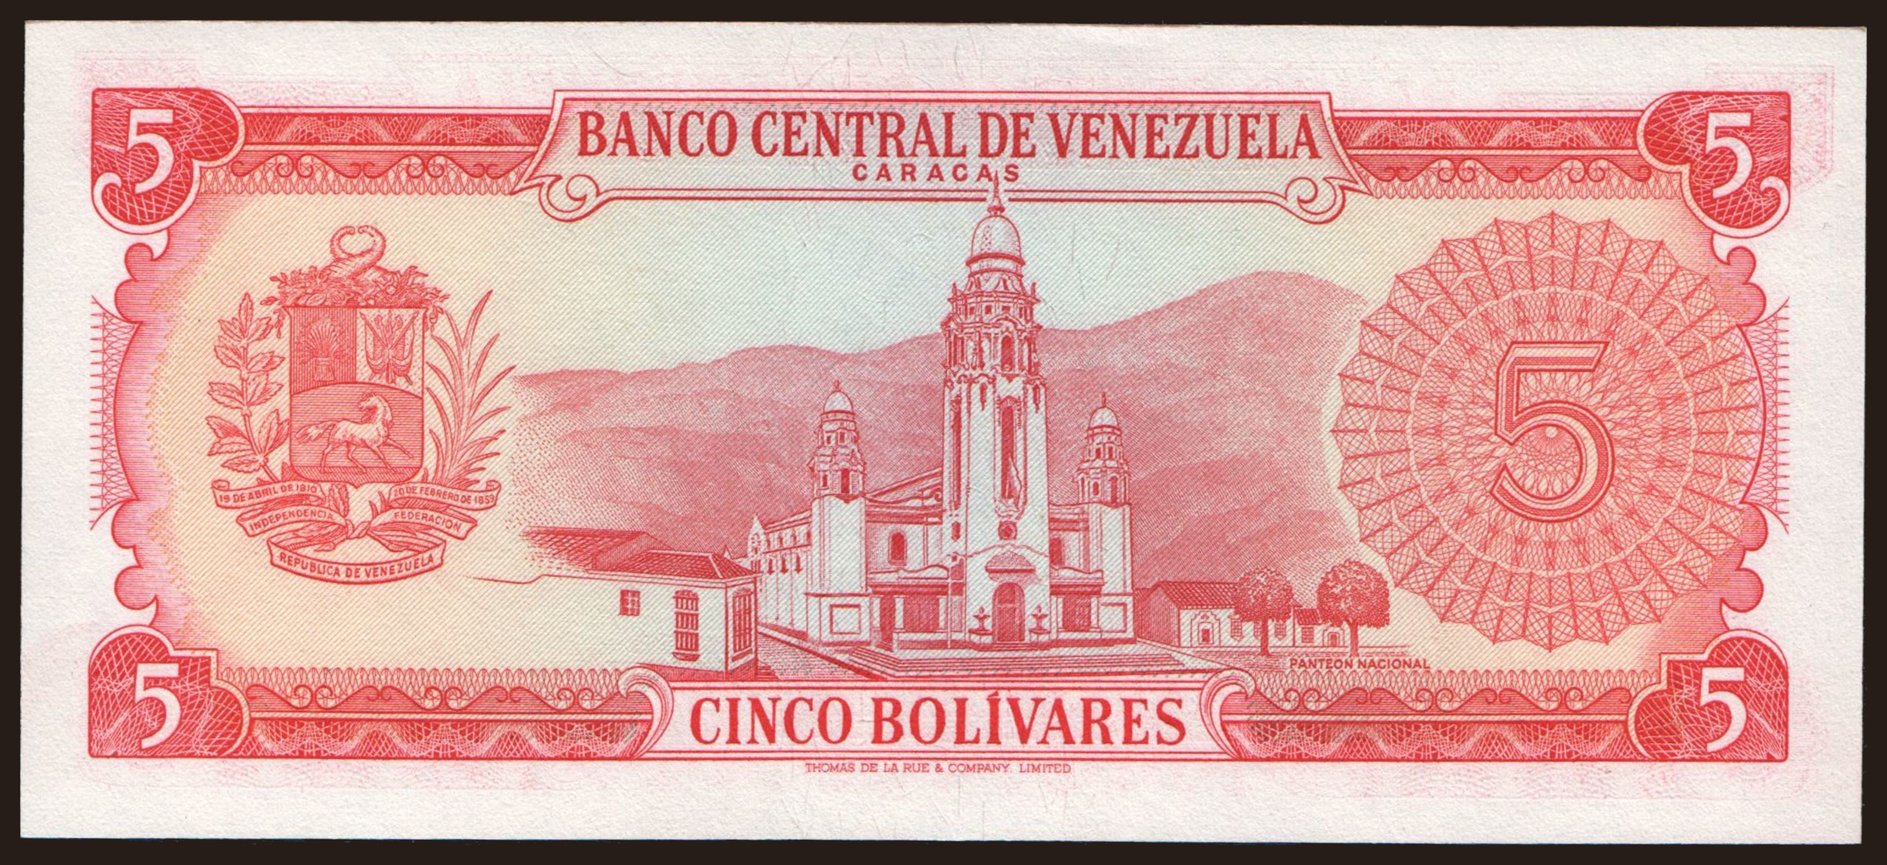 5 5
BANCO CENTRAL DE VENEZUELA
CARACAS
19 DE ABRIL DE 1810 20 DE FEBRERO DE 1859
INDEPENDENCIA FEDERACION
REPUBLICA DE VENEZUELA
5
PANTEON NACIONAL
5 5
CINCO BOLÍVARES
THOMAS DE LA RUE & COMPANY, LIMITED